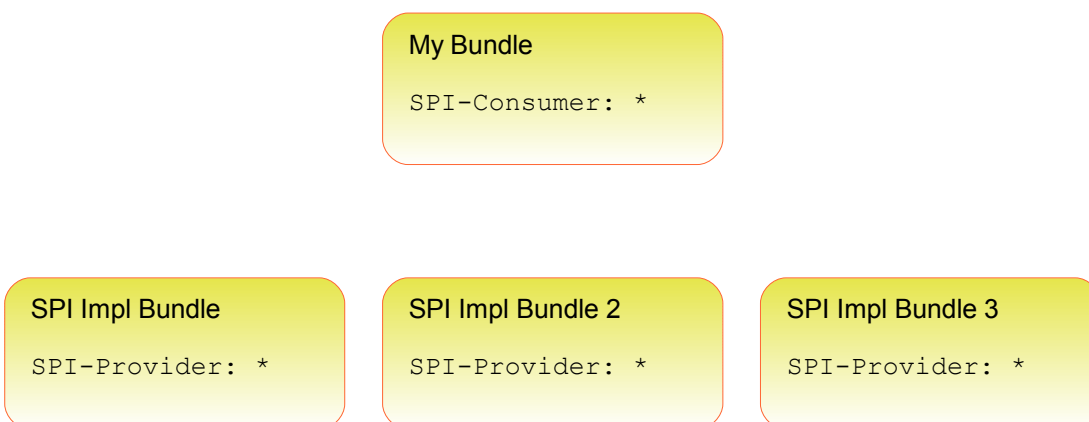 My Bundle
SPI-Consumer: *
SPI Impl Bundle
SPI-Provider: *
SPI Impl Bundle 2
SPI-Provider: *
SPI Impl Bundle 3
SPI-Provider: *